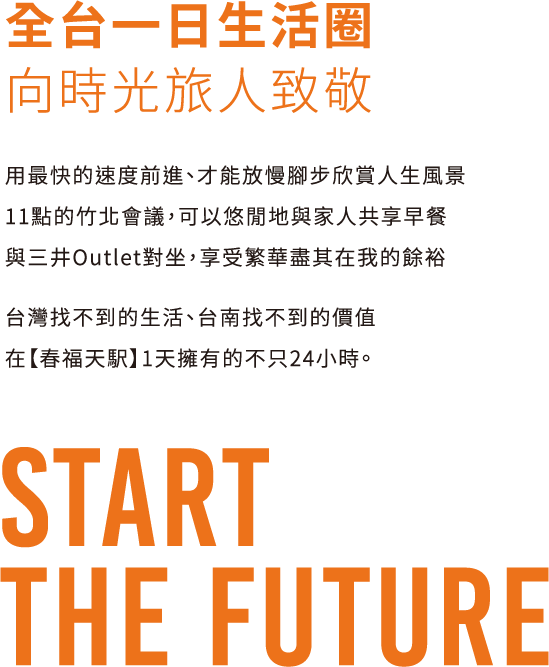 全台一日生活圈
向時光旅人致敬
用最快的速度前進、才能放慢腳步欣賞人生風景
11點的竹北會議，可以悠閒地與家人共享早餐
與三井Outlet對坐，享受繁華盡其在我的餘裕
台灣找不到的生活、台南找不到的價值
在【春福天駅】1天擁有的不只24小時。
START
THE FUTURE